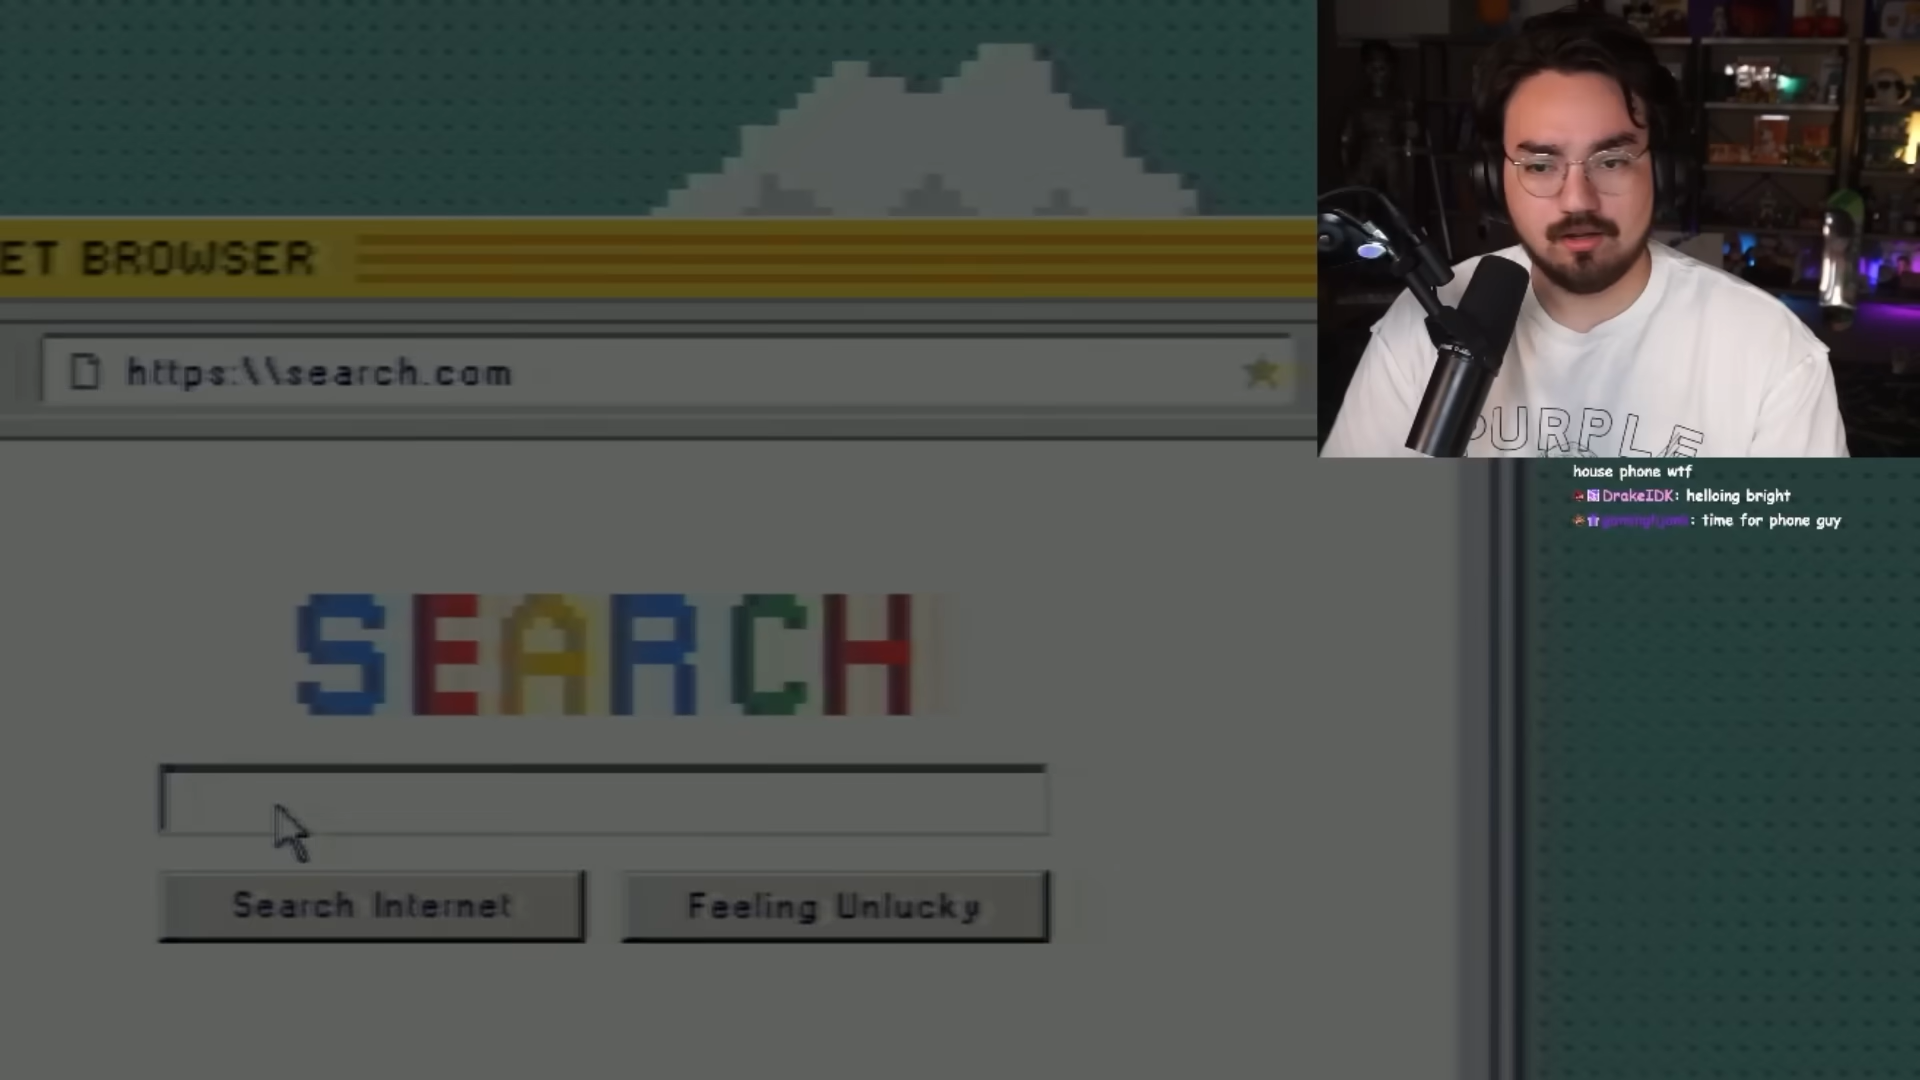 ET BROWSER
https:\\search.com
SEARCH
Search Internet
Feeling Unlucky
PURPLE
house phone wtf
DrakeIDK: helloing bright
: time for phone guy